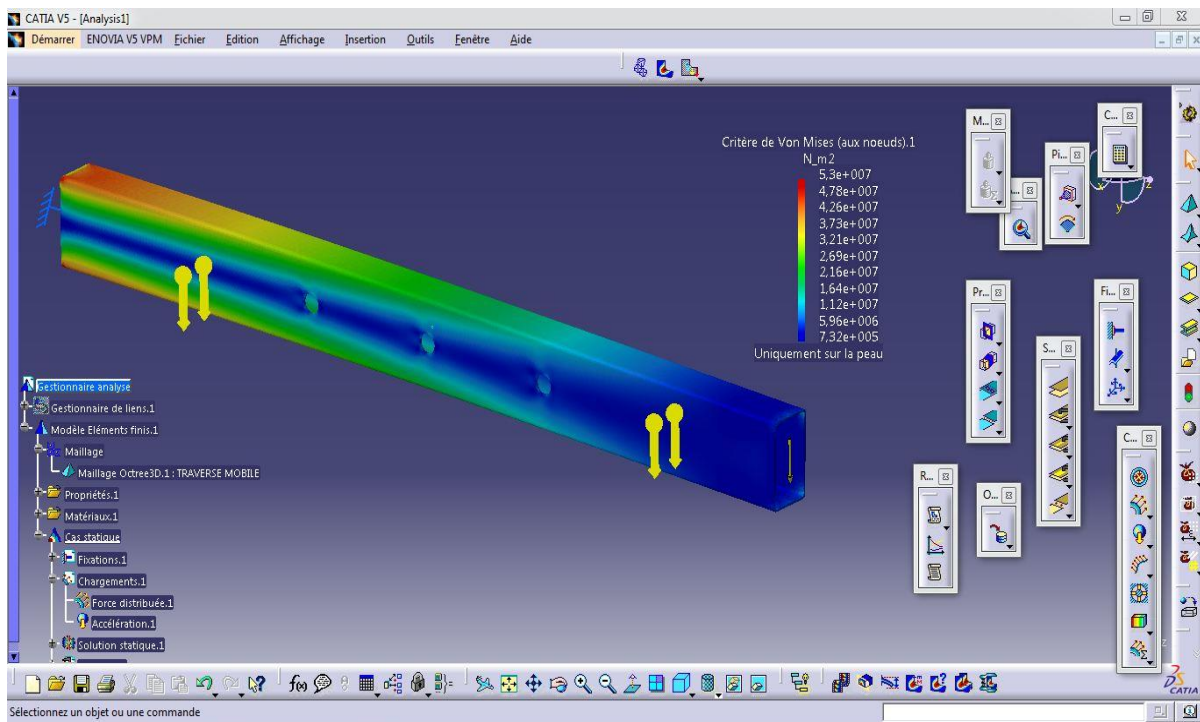 CATIA V5 - [Analysis1]
Démarrer ENOVIA V5 VPM Fichier Edition Affichage Insertion Outils Fenêtre Aide
Critère de Von Mises (aux noeuds).1
N_m2
5,3e+007
4,78e+007
4,26e+007
3,73e+007
3,21e+007
2,69e+007
2,16e+007
1,64e+007
1,12e+007
5,96e+006
7,32e+005
Uniquement sur la peau
M...
C...
Pi...
x
z
y
Pr...
Fi...
S...
C...
R...
O...
Gestionnaire analyse
Gestionnaire de liens.1
Modèle Eléments finis.1
Maillage
Maillage Octree3D.1 : TRAVERSE MOBILE
Propriétés.1
Matériaux.1
Cas statique
Fixations.1
Chargements.1
Force distribuée.1
Accélération.1
Solution statique.1
f(x)
CATIA
Sélectionnez un objet ou une commande